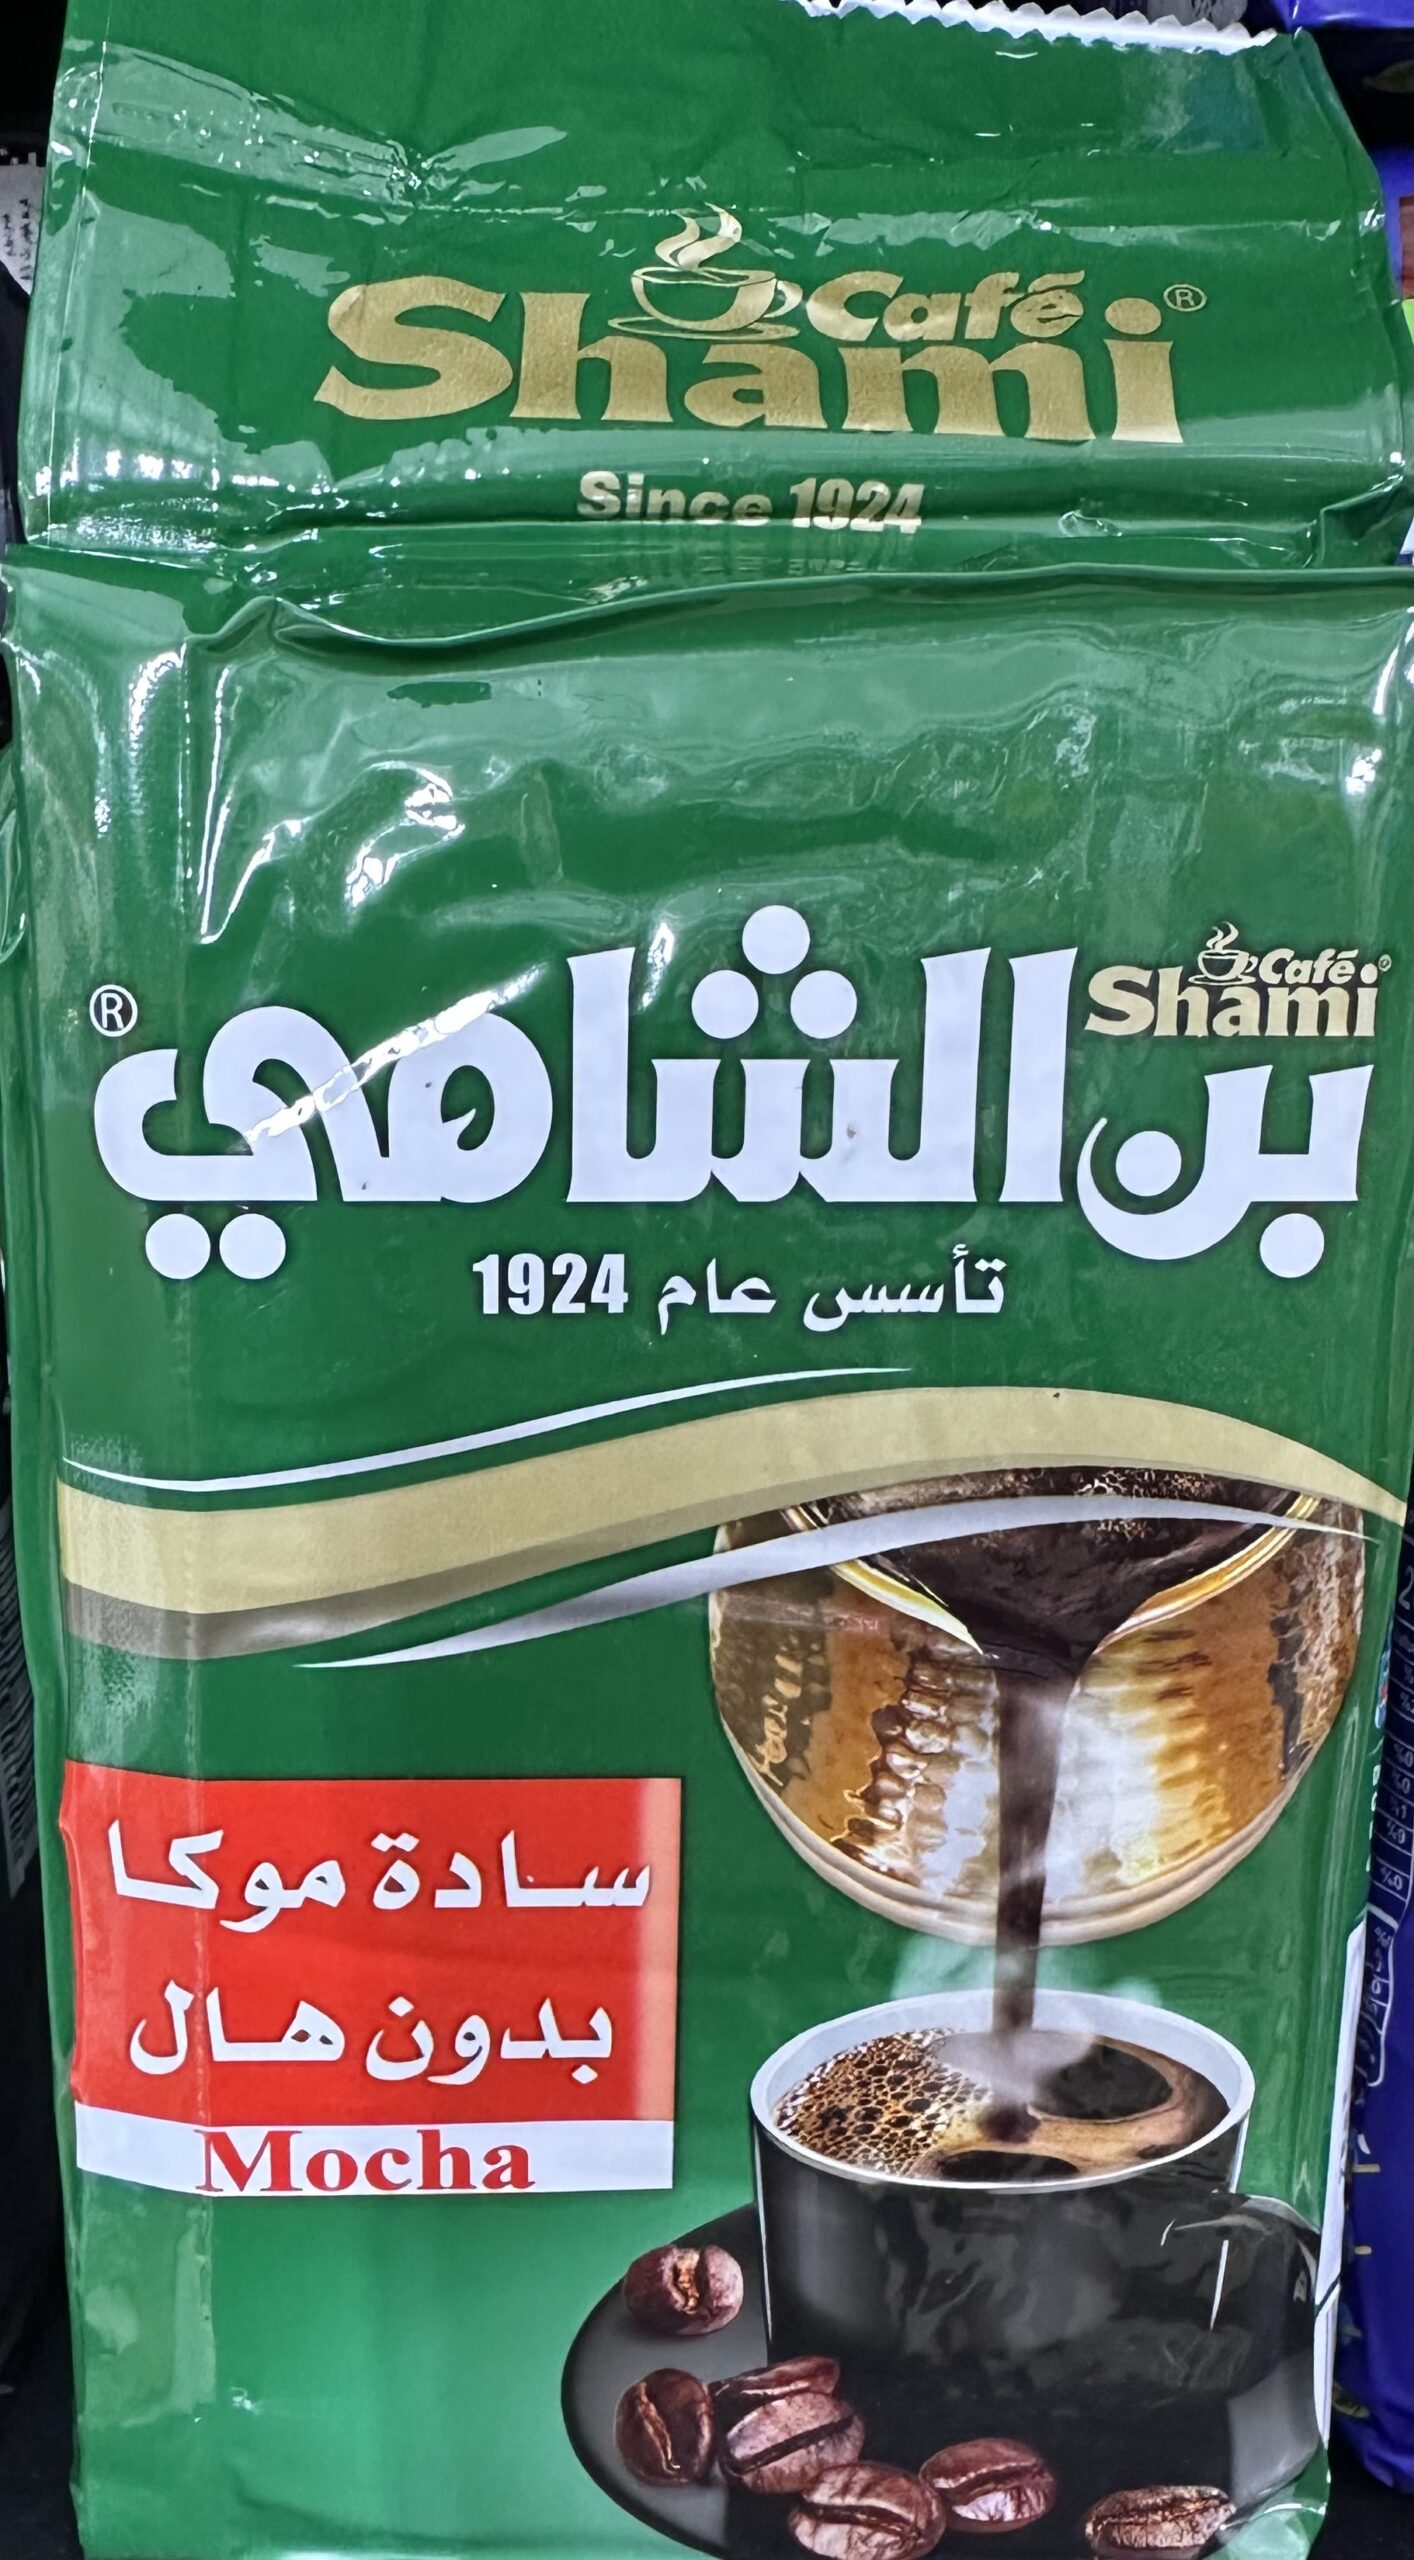 Café
Shami®
Since 1924
Café
Shami®
بن الشامي®
تأسس عام 1924
سادة موكا
بدون هال
Mocha